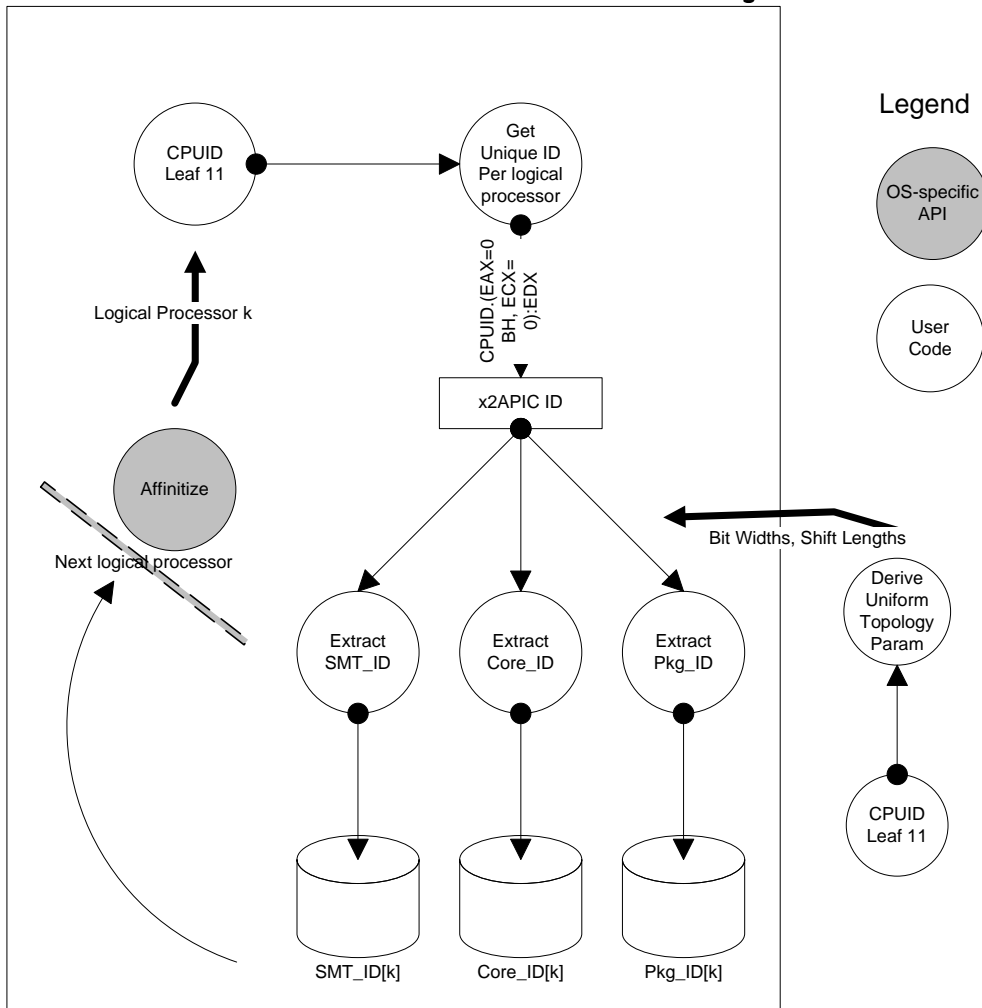 CPUID
Leaf 11
Get
Unique ID
Per logical
processor
Legend
OS-specific
API
User
Code
Logical Processor k
CPUID.(EAX=0
BH, ECX=
0):EDX
x2APIC ID
Affinitize
Next logical processor
Bit Widths, Shift Lengths
Derive
Uniform
Topology
Param
Extract
SMT_ID
Extract
Core_ID
Extract
Pkg_ID
CPUID
Leaf 11
SMT_ID[k]
Core_ID[k]
Pkg_ID[k]